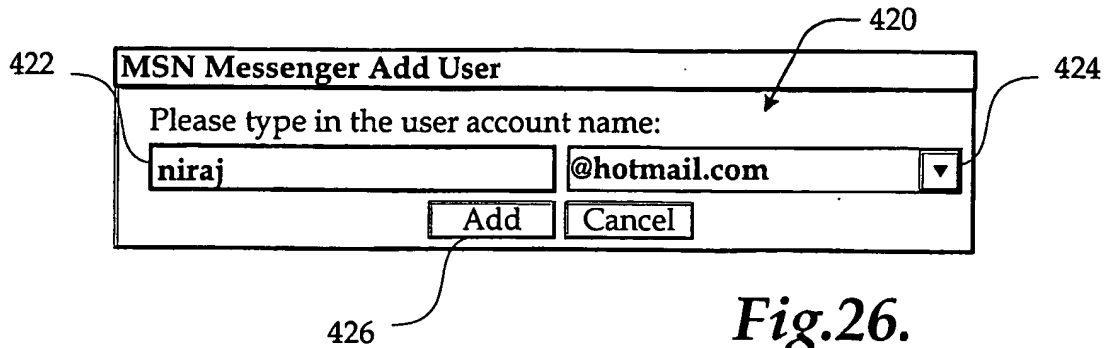 420
422
MSN Messenger Add User
424
Please type in the user account name:
niraj @hotmail.com
Add Cancel
426
Fig.26.